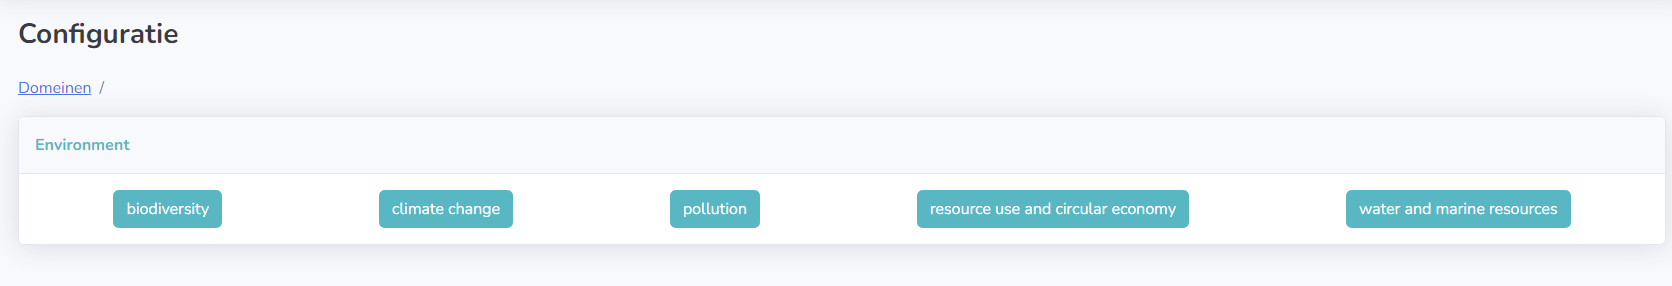 Configuratie
Domeinen /
Environment
biodiversity climate change pollution resource use and circular economy water and marine resources